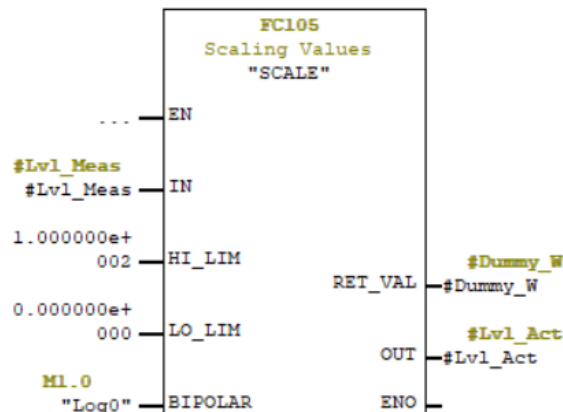 FC105
Scaling Values
"SCALE"
... EN
#Lvl_Meas
#Lvl_Meas IN
1.000000e+
002 HI_LIM
#Dummy_W
RET_VAL #Dummy_W
0.000000e+
000 LO_LIM
#Lvl_Act
OUT #Lvl_Act
M1.0
"Log0" BIPOLAR ENO